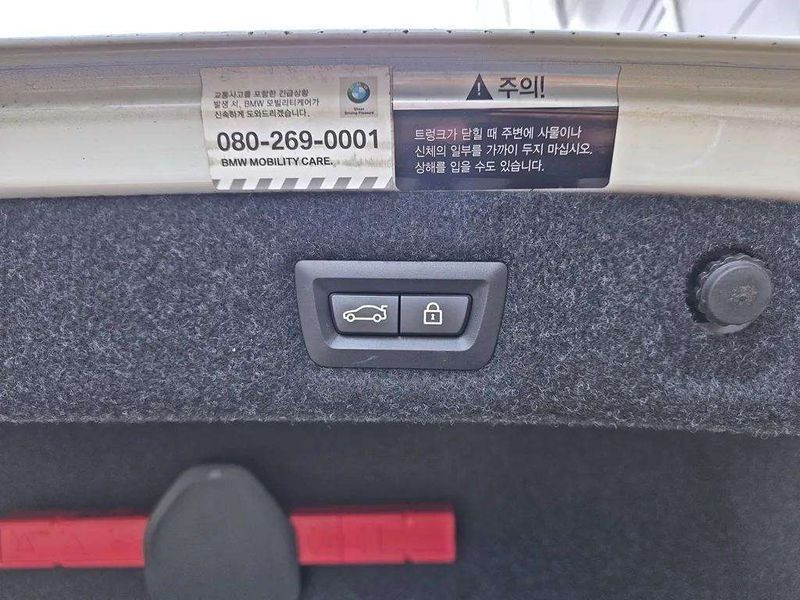 교통사고를 포함한 긴급상황
발생 시, BMW 모빌리티케어가
신속하게 도와드리겠습니다.
Sheer
Driving Pleasure
080-269-0001
BMW MOBILITY CARE.
주의!
트렁크가 닫힐 때 주변에 사물이나
신체의 일부를 가까이 두지 마십시오.
상해를 입을 수도 있습니다.